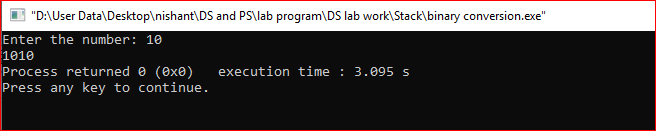 "D:\User Data\Desktop\nishant\DS and PS\lab program\DS lab work\Stack\binary conversion.exe"
Enter the number: 10
1010
Process returned 0 (0x0)   execution time : 3.095 s
Press any key to continue.